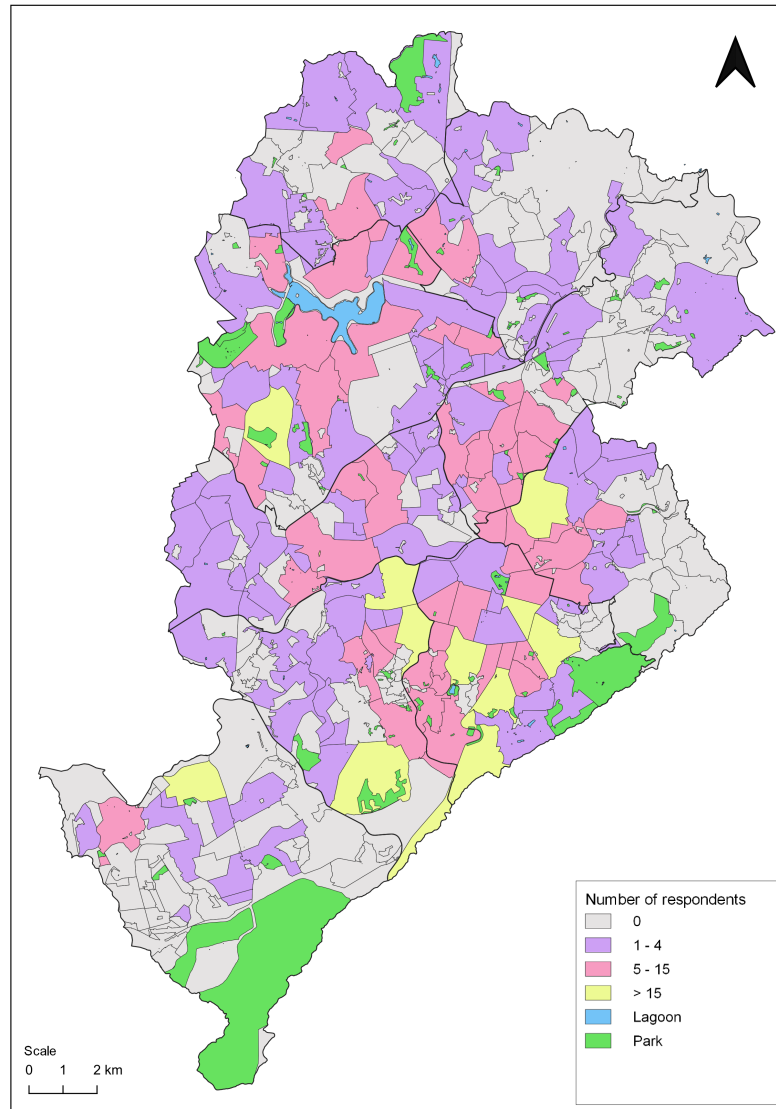 Number of respondents
0
1 - 4
5 - 15
> 15
Lagoon
Park
Scale
0 1 2 km